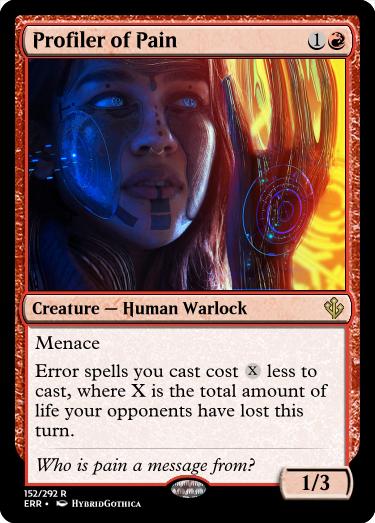 Profiler of Pain 1
Creature — Human Warlock
Menace
Error spells you cast cost X less to
cast, where X is the total amount of
life your opponents have lost this
turn.
Who is pain a message from?
1/3
152/292 R
ERR • HYBRIDGOTHICA